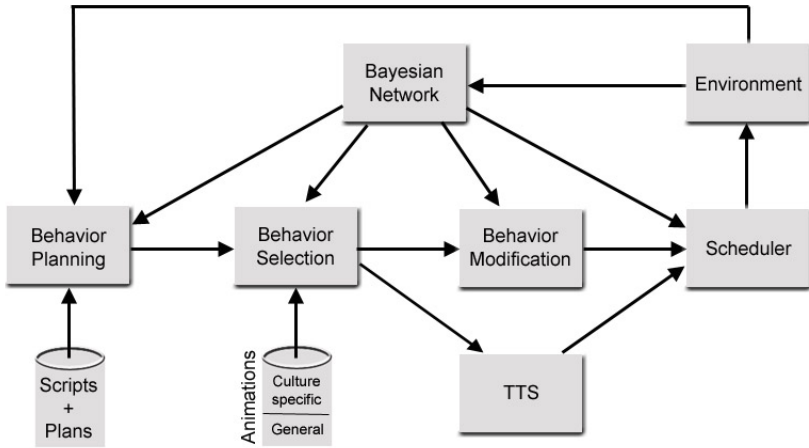 Bayesian
Network
Environment
Behavior
Planning
Behavior
Selection
Behavior
Modification
Scheduler
Scripts
+
Plans
Animations
Culture
specific
General
TTS